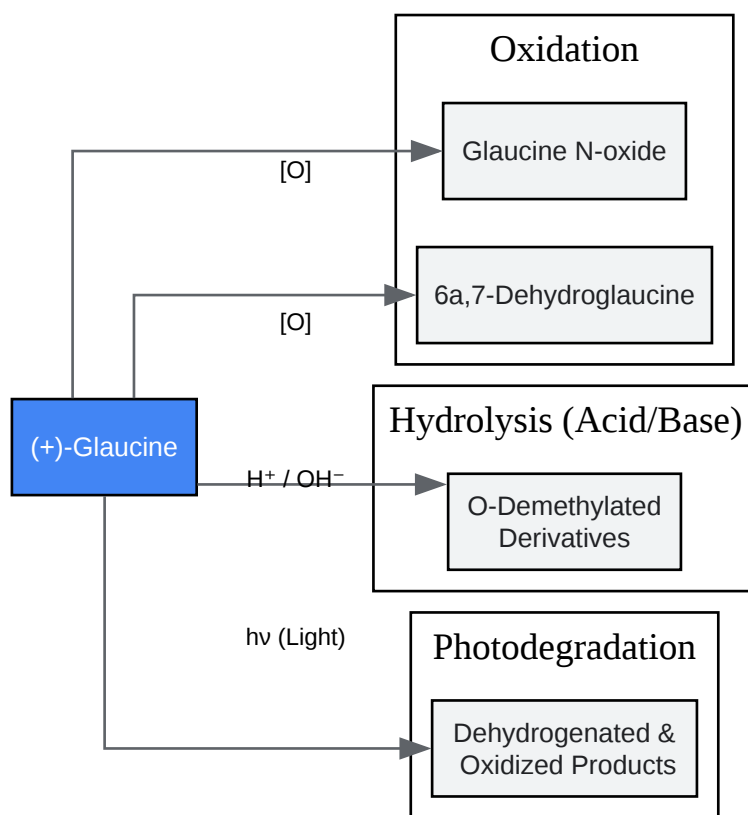 Oxidation
Glaucine N-oxide
[O]
6a,7-Dehydroglaucine
[O]
(+)-Glaucine
Hydrolysis (Acid/Base)
H⁺ / OH⁻
O-Demethylated
Derivatives
hν (Light)
Photodegradation
Dehydrogenated &
Oxidized Products